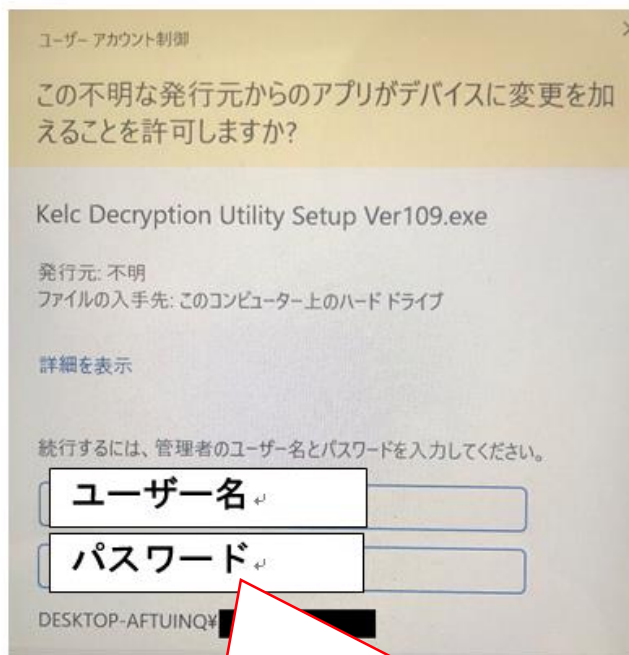 ユーザー アカウント制御
この不明な発行元からのアプリがデバイスに変更を加
えることを許可しますか?
Kelc Decryption Utility Setup Ver109.exe
発行元: 不明
ファイルの入手先: このコンピューター上のハード ドライブ
詳細を表示
続行するには、管理者のユーザー名とパスワードを入力してください。
ユーザー名
パスワード
DESKTOP-AFTUINQ¥